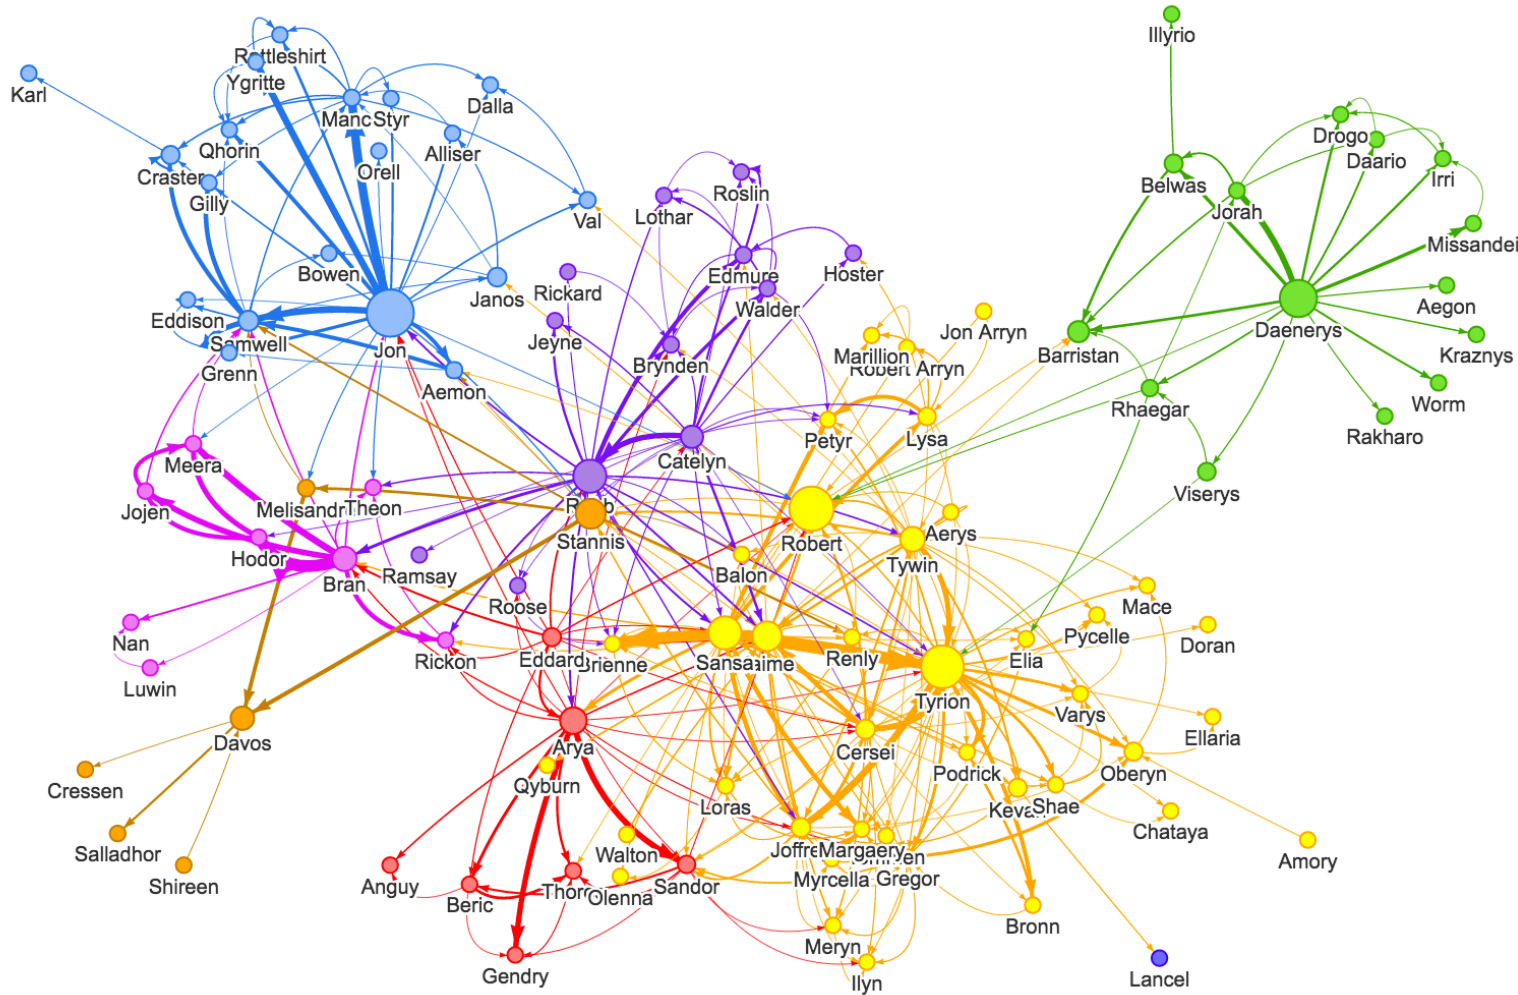 Illyrio
Karl
Rattleshirt
Ygritte
Dalla
Mance
Styr
Drogo
Daario
Qhorin
Alliser
Orell
Craster
Gilly
Belwas
Irri
Roslin
Jorah
Lothar
Val
Missandei
Bowen
Edmure
Hoster
Janos
Rickard
Walder
Aegon
Eddison
Samwell
Jon
Jeyne
Jon Arryn
Daenerys
Barristan
Kraznys
Grenn
Brynden
Marillion
Robert Arryn
Aemon
Worm
Rhaegar
Petyr
Lysa
Rakharo
Meera
Catelyn
Viserys
Jojen
Melisandre
Theon
Robb
Stannis
Robert
Aerys
Hodor
Tywin
Bran
Ramsay
Balon
Roose
Mace
Nan
Pycelle
Doran
Rickon
Eddard
Brienne
Sansa
Jaime
Renly
Elia
Luwin
Tyrion
Varys
Davos
Arya
Cersei
Ellaria
Qyburn
Podrick
Oberyn
Cressen
Loras
Kevan
Shae
Chataya
Salladhor
Walton
Joffrey
Margaery
Tommen
Amory
Shireen
Anguy
Beric
Thoros
Olenna
Sandor
Myrcella
Gregor
Bronn
Meryn
Gendry
Ilyn
Lancel